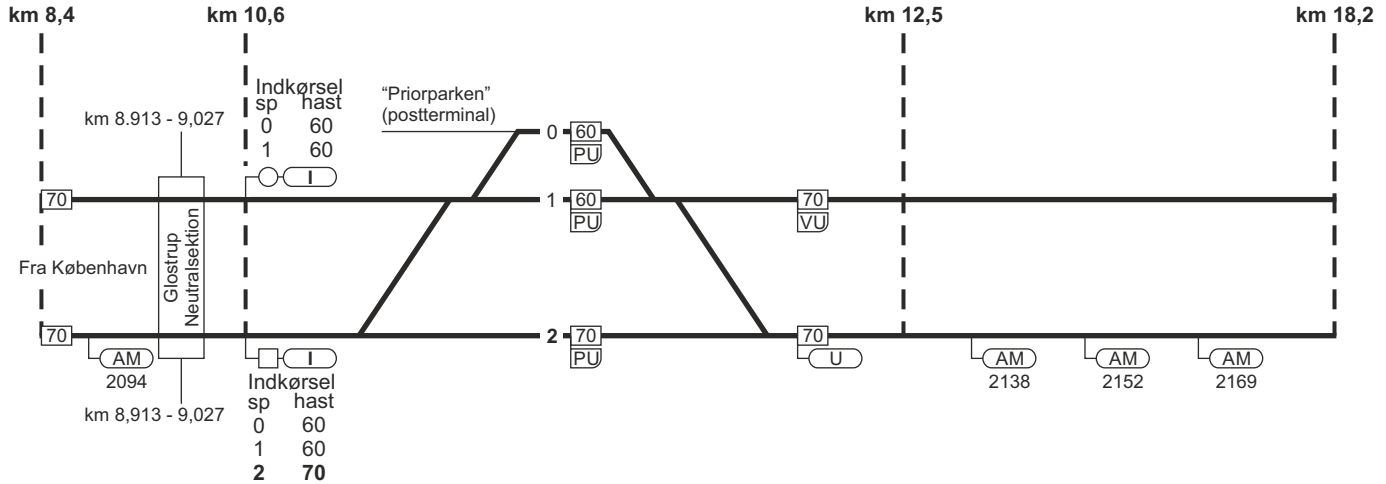 km 8,4
km 10,6
km 12,5
km 18,2
Indkørsel
sp hast
0 60
1 60
I
km 8.913 - 9,027
"Priorparken"
(postterminal)
0 60
PU
70
1 60
PU
70
VU
Fra København
Glostrup
Neutralsektion
70
2 70
PU
70
U
AM
2094
I
AM
2138
AM
2152
AM
2169
km 8,913 - 9,027
Indkørsel
sp hast
0 60
1 60
2 70